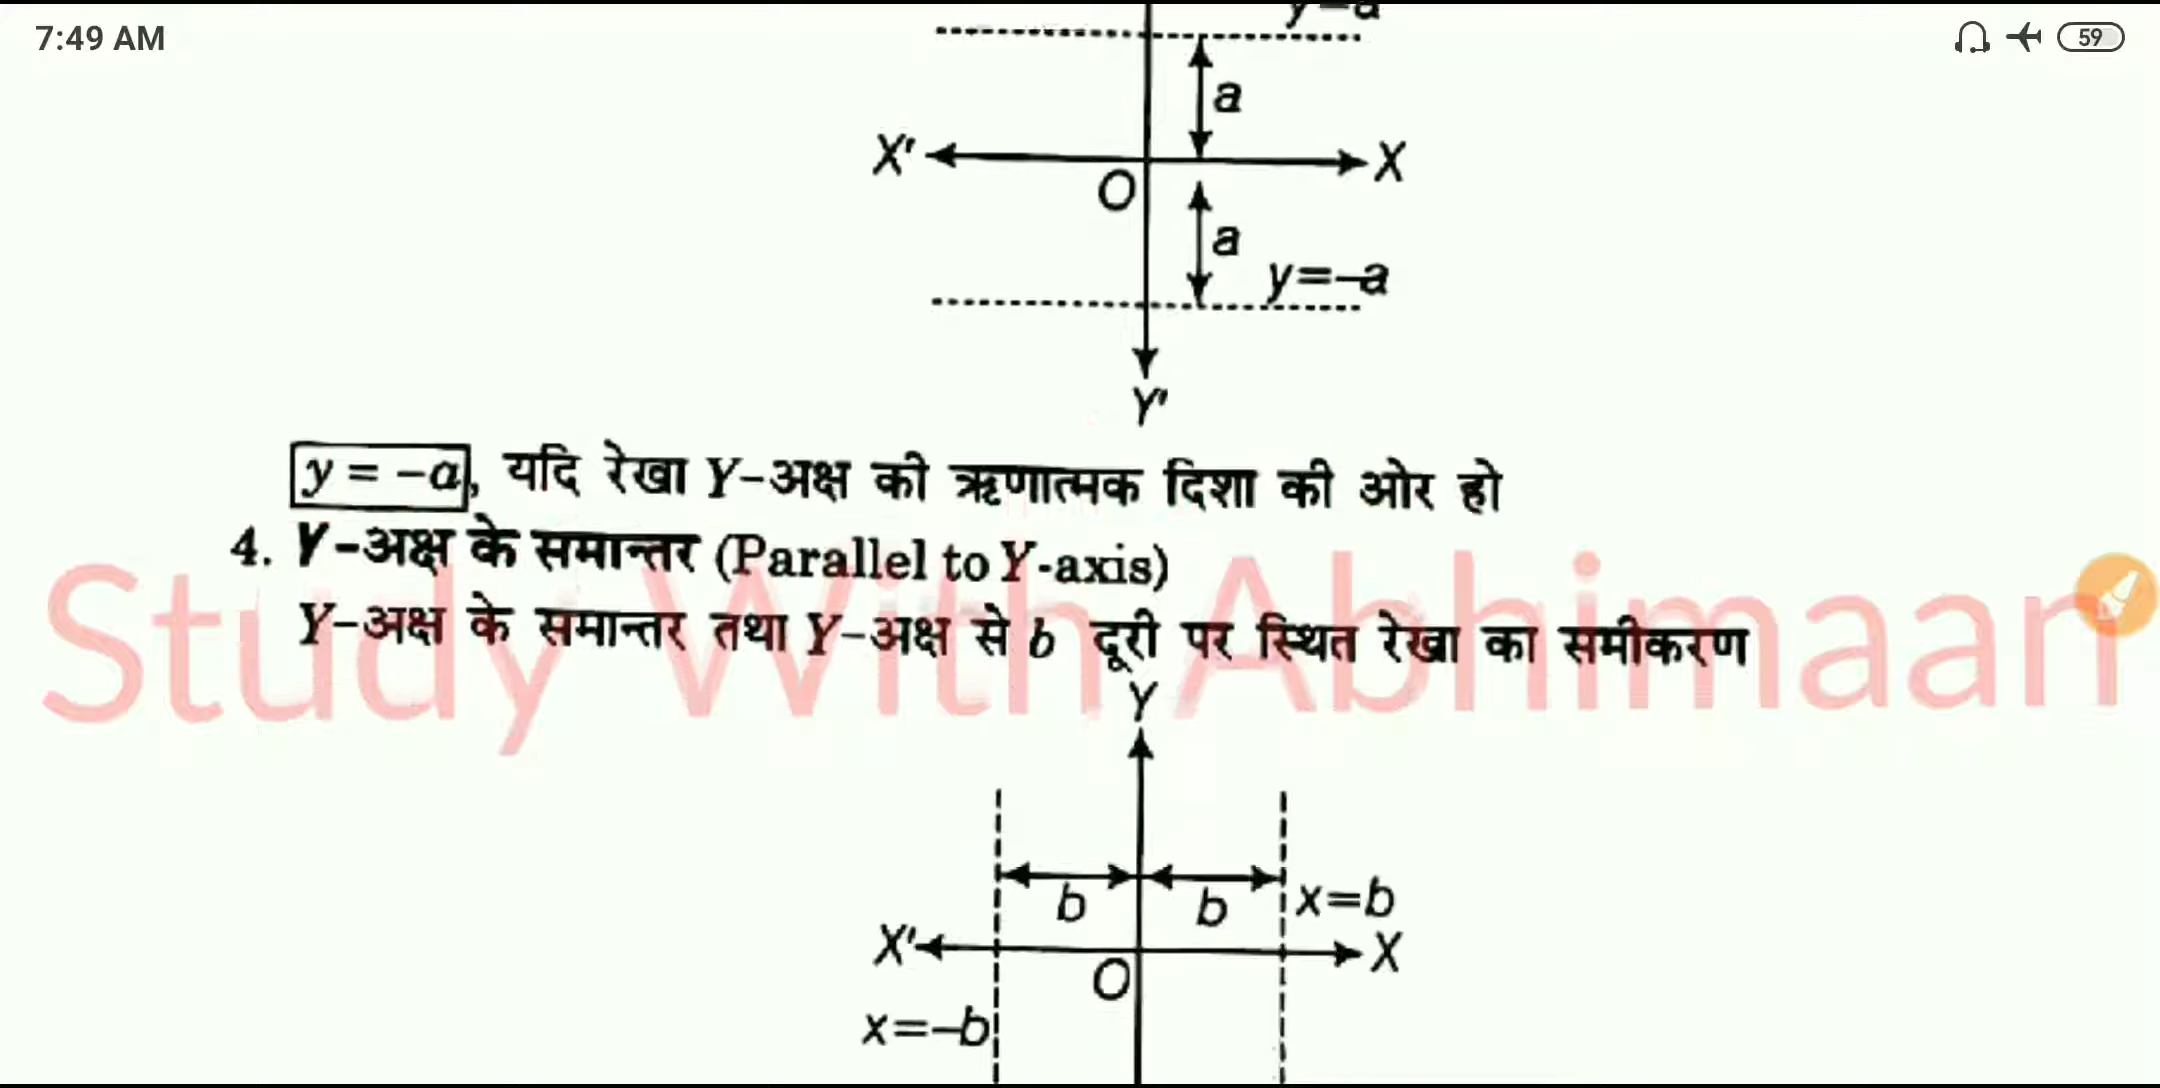 7:49 AM
59
y=a
a
X' X
O
a
y=-a
Y'
y = -a, यदि रेखा Y-अक्ष की ऋणात्मक दिशा की ओर हो
4. Y-अक्ष के समान्तर (Parallel to Y-axis)
Y-अक्ष के समान्तर तथा Y-अक्ष से b दूरी पर स्थित रेखा का समीकरण
Study With Abhimaan
Y
b b x=b
X' X
O
x=-b